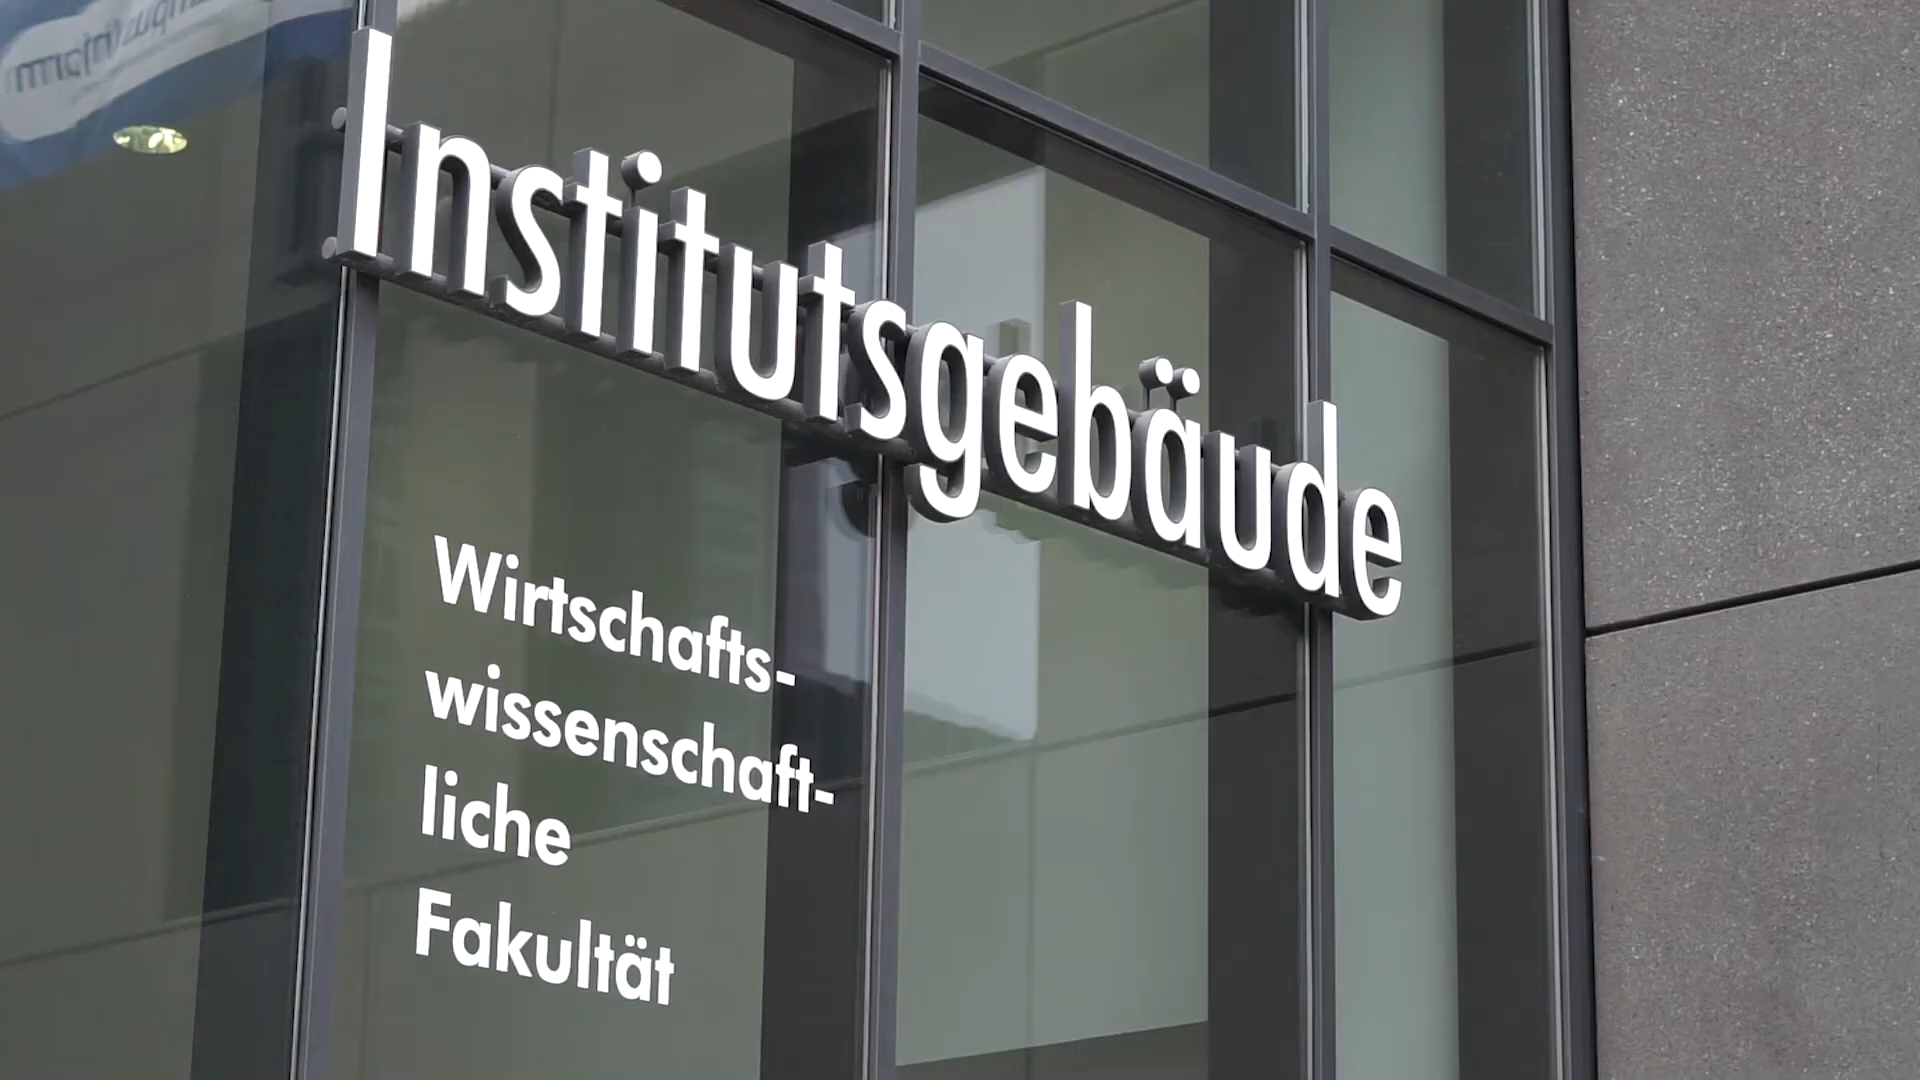 Institutsgebäude
Wirtschafts-
wissenschaft-
liche
Fakultät